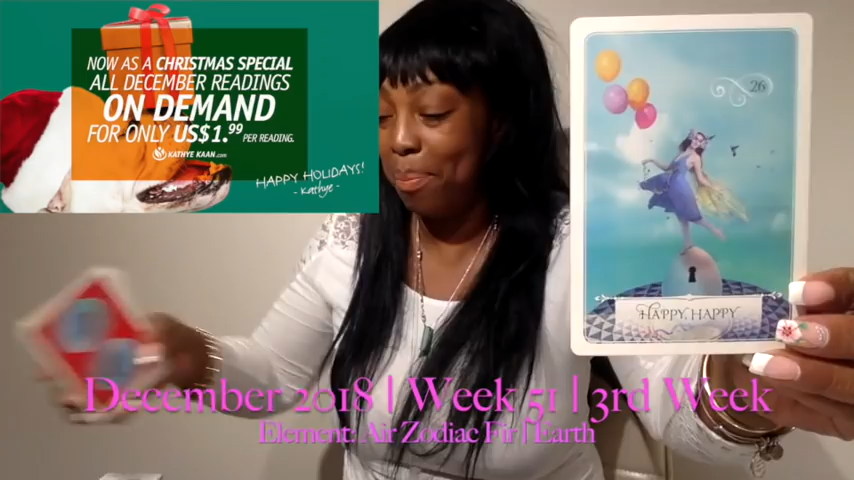 NOW AS A CHRISTMAS SPECIAL
ALL DECEMBER READINGS
ON DEMAND
FOR ONLY US$1.99 PER READING.
KATHYE KAAN.com
HAPPY HOLIDAYS!
- Kathye -
26
HAPPY, HAPPY
December 2018 | Week 51 | 3rd Week
Element: Air Zodiac Fir | Earth